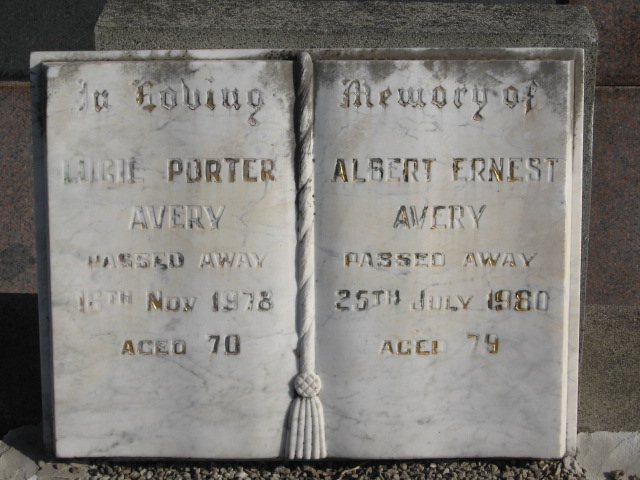 In Loving Memory of
LUCIE PORTER
AVERY
PASSED AWAY
18TH NOV 1978
AGED 70
ALBERT ERNEST
AVERY
PASSED AWAY
25TH JULY 1980
AGED 79